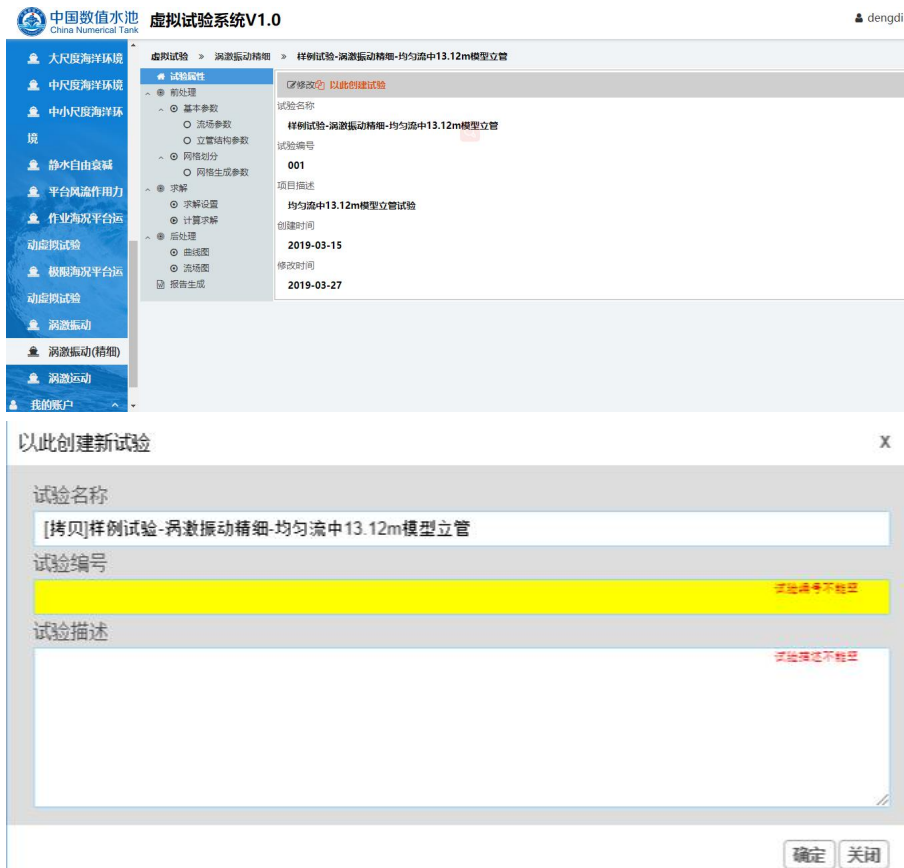 中国数值水池
China Numerical Tank
虚拟试验系统V1.0
dengdi
大尺度海洋环境
中尺度海洋环境
中小尺度海洋环
境
静水自由衰减
平台风流作用力
作业海况平台运
动虚拟试验
极限海况平台运
动虚拟试验
涡激振动
涡激振动(精细)
涡激运动
我的账户
虚拟试验 » 涡激振动精细 » 样例试验-涡激振动精细-均匀流中13.12m模型立管
试验属性
前处理
基本参数
流场参数
立管结构参数
网格划分
网格生成参数
求解
求解设置
计算求解
后处理
曲线图
流场图
报告生成
修改 以此创建试验
试验名称
样例试验-涡激振动精细-均匀流中13.12m模型立管
试验编号
001
项目描述
均匀流中13.12m模型立管试验
创建时间
2019-03-15
修改时间
2019-03-27
以此创建新试验 X
试验名称
[拷贝]样例试验-涡激振动精细-均匀流中13.12m模型立管
试验编号
试验编号不能空
试验描述
试验描述不能空
确定 关闭